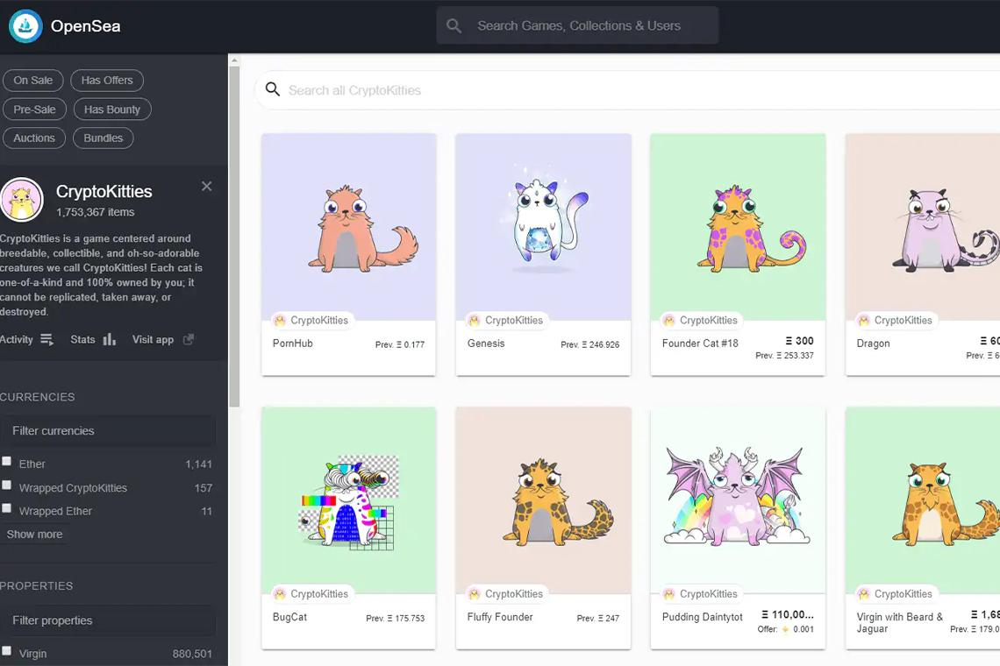 OpenSea
Search Games, Collections & Users
On Sale
Has Offers
Pre-Sale
Has Bounty
Auctions
Bundles
CryptoKitties
1,753,367 items
CryptoKitties is a game centered around
breedable, collectible, and oh-so-adorable
creatures we call CryptoKitties! Each cat is
one-of-a-kind and 100% owned by you; it
cannot be replicated, taken away, or
destroyed.
Activity
Stats
Visit app
CURRENCIES
Filter currencies
Ether 1,141
Wrapped CryptoKitties 157
Wrapped Ether 11
Show more
PROPERTIES
Filter properties
Virgin 880,501
Search all CryptoKitties
CryptoKitties
PornHub
Prev. Ξ 0.177
CryptoKitties
Genesis
Prev. Ξ 246.926
CryptoKitties
Founder Cat #18
Ξ 300
Prev. Ξ 253.337
CryptoKitties
Dragon
Ξ 60
Prev. Ξ 6
CryptoKitties
BugCat
Prev. Ξ 175.753
CryptoKitties
Fluffy Founder
Prev. Ξ 247
CryptoKitties
Pudding Daintytot
Ξ 110,00...
Offer: 0.001
CryptoKitties
Virgin with Beard &
Jaguar
Ξ 1,68
Prev. Ξ 179.0